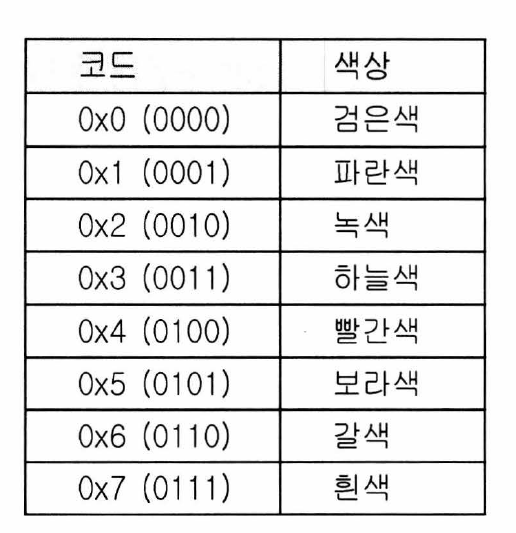 코드 색상
0x0 (0000) 검은색
0x1 (0001) 파란색
0x2 (0010) 녹색
0x3 (0011) 하늘색
0x4 (0100) 빨간색
0x5 (0101) 보라색
0x6 (0110) 갈색
0x7 (0111) 흰색